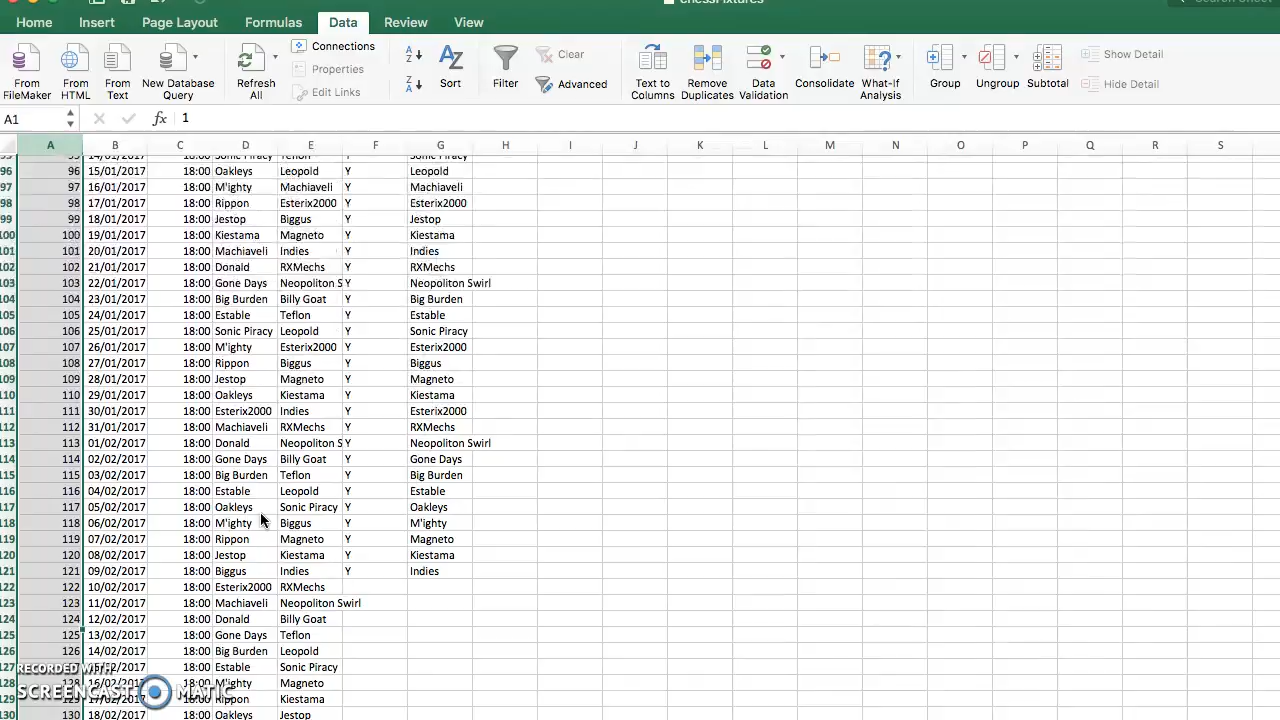 chessFixtures
Search Sheet
Home Insert Page Layout Formulas Data Review View
From FileMaker From HTML From Text New Database Query Refresh All Connections Properties Edit Links Sort Filter Clear Advanced Text to Columns Remove Duplicates Data Validation Consolidate What-If Analysis Group Ungroup Subtotal Show Detail Hide Detail
A1 fx 1
A B C D E F G H I J K L M N O P Q R S
95 14/01/2017 18:00 Sonic Piracy Teflon Y Sonic Piracy
96 96 15/01/2017 18:00 Oakleys Leopold Y Leopold
97 97 16/01/2017 18:00 M'ighty Machiaveli Y Machiaveli
98 98 17/01/2017 18:00 Rippon Esterix2000 Y Esterix2000
99 99 18/01/2017 18:00 Jestop Biggus Y Jestop
100 100 19/01/2017 18:00 Kiestama Magneto Y Kiestama
101 101 20/01/2017 18:00 Machiaveli Indies Y Indies
102 102 21/01/2017 18:00 Donald RXMechs Y RXMechs
103 103 22/01/2017 18:00 Gone Days Neopoliton S Y Neopoliton Swirl
104 104 23/01/2017 18:00 Big Burden Billy Goat Y Big Burden
105 105 24/01/2017 18:00 Estable Teflon Y Estable
106 106 25/01/2017 18:00 Sonic Piracy Leopold Y Sonic Piracy
107 107 26/01/2017 18:00 M'ighty Esterix2000 Y Esterix2000
108 108 27/01/2017 18:00 Rippon Biggus Y Biggus
109 109 28/01/2017 18:00 Jestop Magneto Y Magneto
110 110 29/01/2017 18:00 Oakleys Kiestama Y Kiestama
111 111 30/01/2017 18:00 Esterix2000 Indies Y Esterix2000
112 112 31/01/2017 18:00 Machiaveli RXMechs Y RXMechs
113 113 01/02/2017 18:00 Donald Neopoliton S Y Neopoliton Swirl
114 114 02/02/2017 18:00 Gone Days Billy Goat Y Gone Days
115 115 03/02/2017 18:00 Big Burden Teflon Y Big Burden
116 116 04/02/2017 18:00 Estable Leopold Y Estable
117 117 05/02/2017 18:00 Oakleys Sonic Piracy Y Oakleys
118 118 06/02/2017 18:00 M'ighty Biggus Y M'ighty
119 119 07/02/2017 18:00 Rippon Magneto Y Magneto
120 120 08/02/2017 18:00 Jestop Kiestama Y Kiestama
121 121 09/02/2017 18:00 Biggus Indies Y Indies
122 122 10/02/2017 18:00 Esterix2000 RXMechs
123 123 11/02/2017 18:00 Machiaveli Neopoliton Swirl
124 124 12/02/2017 18:00 Donald Billy Goat
125 125 13/02/2017 18:00 Gone Days Teflon
126 126 14/02/2017 18:00 Big Burden Leopold
127 18:00 Estable Sonic Piracy
RECORDED WITH
128 18:00 M'ighty Magneto
SCREENCAST MATIC
129 18:00 Rippon Kiestama
130 130 18/02/2017 18:00 Oakleys Jestop